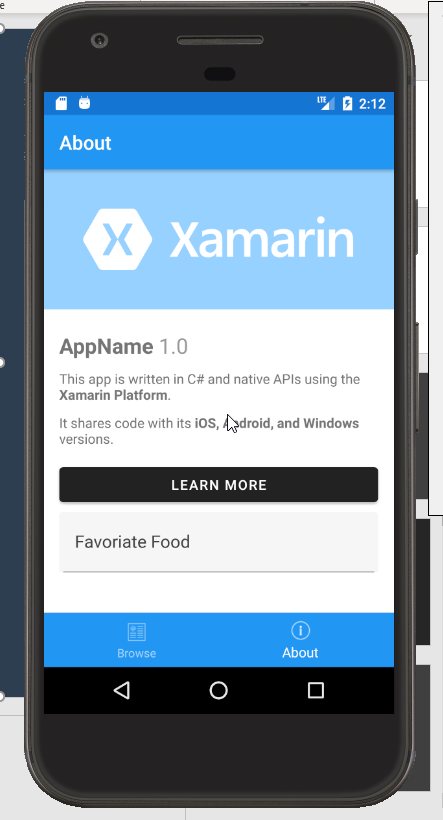 LTE 2:12
About
X Xamarin
AppName 1.0
This app is written in C# and native APIs using the
Xamarin Platform.
It shares code with its iOS, Android, and Windows
versions.
LEARN MORE
Favoriate Food
Browse
About